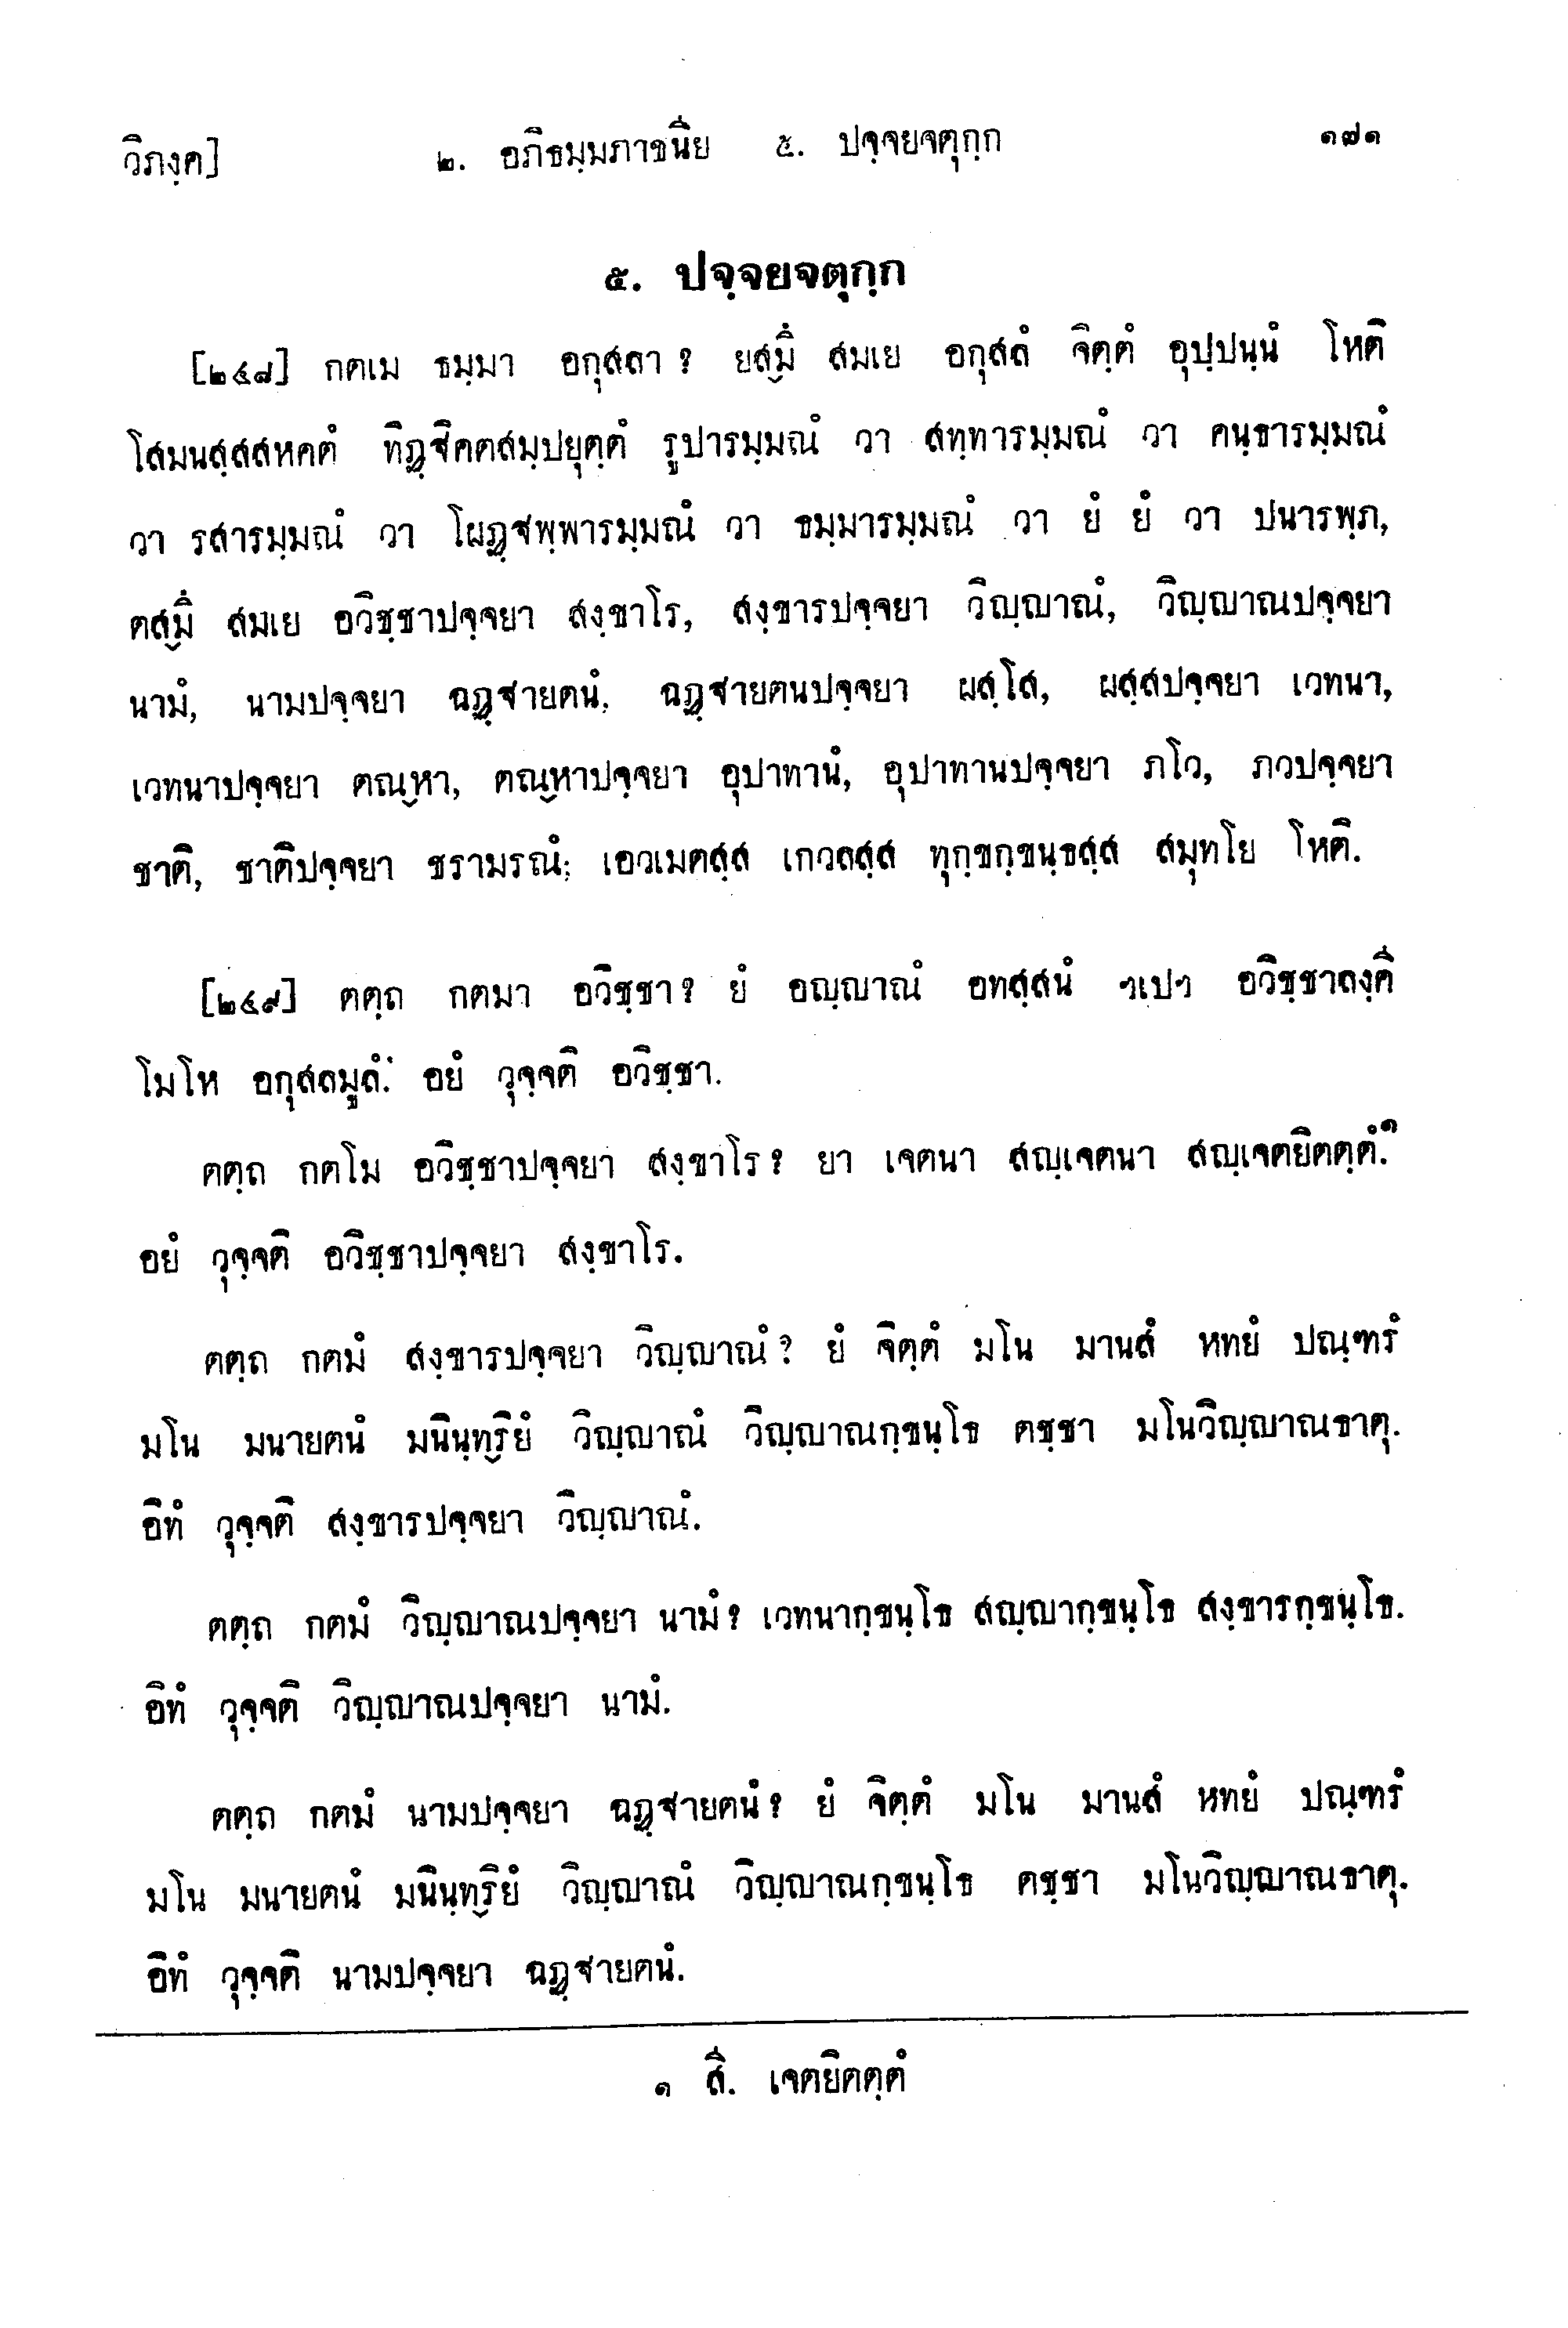 วิภงฺค] ๒. อภิธมฺมภาชนีย ๕. ปจฺจยจตุกฺก ๑๗๑
๕. ปจฺจยจตุกฺก
[๒๔๘] กตเม ธมฺมา อกุสลา? ยสฺมึ สมเย อกุสลํ จิตฺตํ อุปฺปนฺนํ โหติ
โสมนสฺสสหคตํ ทิฏฺฐิคตสมฺปยุตฺตํ รูปารมฺมณํ วา สทฺทารมฺมณํ วา คนฺธารมฺมณํ
วา รสารมฺมณํ วา โผฏฺฐพฺพารมฺมณํ วา ธมฺมารมฺมณํ วา ยํ ยํ วา ปนารพฺภ,
ตสฺมึ สมเย อวิชฺชาปจฺจยา สงฺขาโร, สงฺขารปจฺจยา วิญฺญาณํ, วิญฺญาณปจฺจยา
นามํ, นามปจฺจยา ฉฏฺฐายตนํ, ฉฏฺฐายตนปจฺจยา ผสฺโส, ผสฺสปจฺจยา เวทนา,
เวทนาปจฺจยา ตณฺหา, ตณฺหาปจฺจยา อุปาทานํ, อุปาทานปจฺจยา ภโว, ภวปจฺจยา
ชาติ, ชาติปจฺจยา ชรามรณํ; เอวเมตสฺส เกวลสฺส ทุกฺขกฺขนฺธสฺส สมุทโย โหติ.
[๒๔๙] ตตฺถ กตมา อวิชฺชา? ยํ อญฺญาณํ อทสฺสนํ ฯเปฯ อวิชฺชาลงฺคี
โมโห อกุสลมูลํ: อยํ วุจฺจติ อวิชฺชา.
ตตฺถ กตโม อวิชฺชาปจฺจยา สงฺขาโร? ยา เจตนา สญฺเจตนา สญฺเจตยิตตฺตํ:๑
อยํ วุจฺจติ อวิชฺชาปจฺจยา สงฺขาโร.
ตตฺถ กตมํ สงฺขารปจฺจยา วิญฺญาณํ? ยํ จิตฺตํ มโน มานสํ หทยํ ปณฺฑรํ
มโน มนายตนํ มนินฺทฺริยํ วิญฺญาณํ วิญฺญาณกฺขนฺโธ ตชฺชา มโนวิญฺญาณธาตุ.
อิทํ วุจฺจติ สงฺขารปจฺจยา วิญฺญาณํ.
ตตฺถ กตมํ วิญฺญาณปจฺจยา นามํ? เวทนากฺขนฺโธ สญฺญากฺขนฺโธ สงฺขารกฺขนฺโธ.
อิทํ วุจฺจติ วิญฺญาณปจฺจยา นามํ.
ตตฺถ กตมํ นามปจฺจยา ฉฏฺฐายตนํ? ยํ จิตฺตํ มโน มานสํ หทยํ ปณฺฑรํ
มโน มนายตนํ มนินฺทฺริยํ วิญฺญาณํ วิญฺญาณกฺขนฺโธ ตชฺชา มโนวิญฺญาณธาตุ.
อิทํ วุจฺจติ นามปจฺจยา ฉฏฺฐายตนํ.
๑ สี. เจตยิตตฺตํ